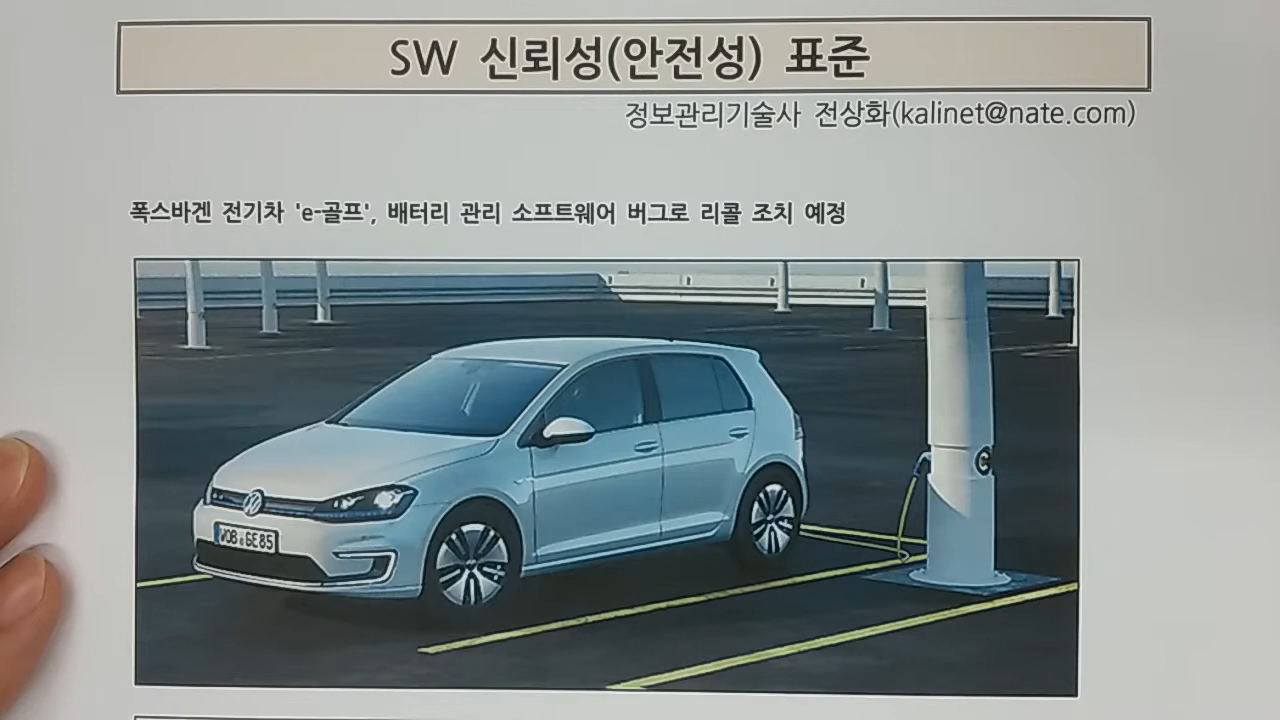 SW 신뢰성(안전성) 표준
정보관리기술사 전상화(kalinet@nate.com)
폭스바겐 전기차 'e-골프', 배터리 관리 소프트웨어 버그로 리콜 조치 예정
WOB GE85